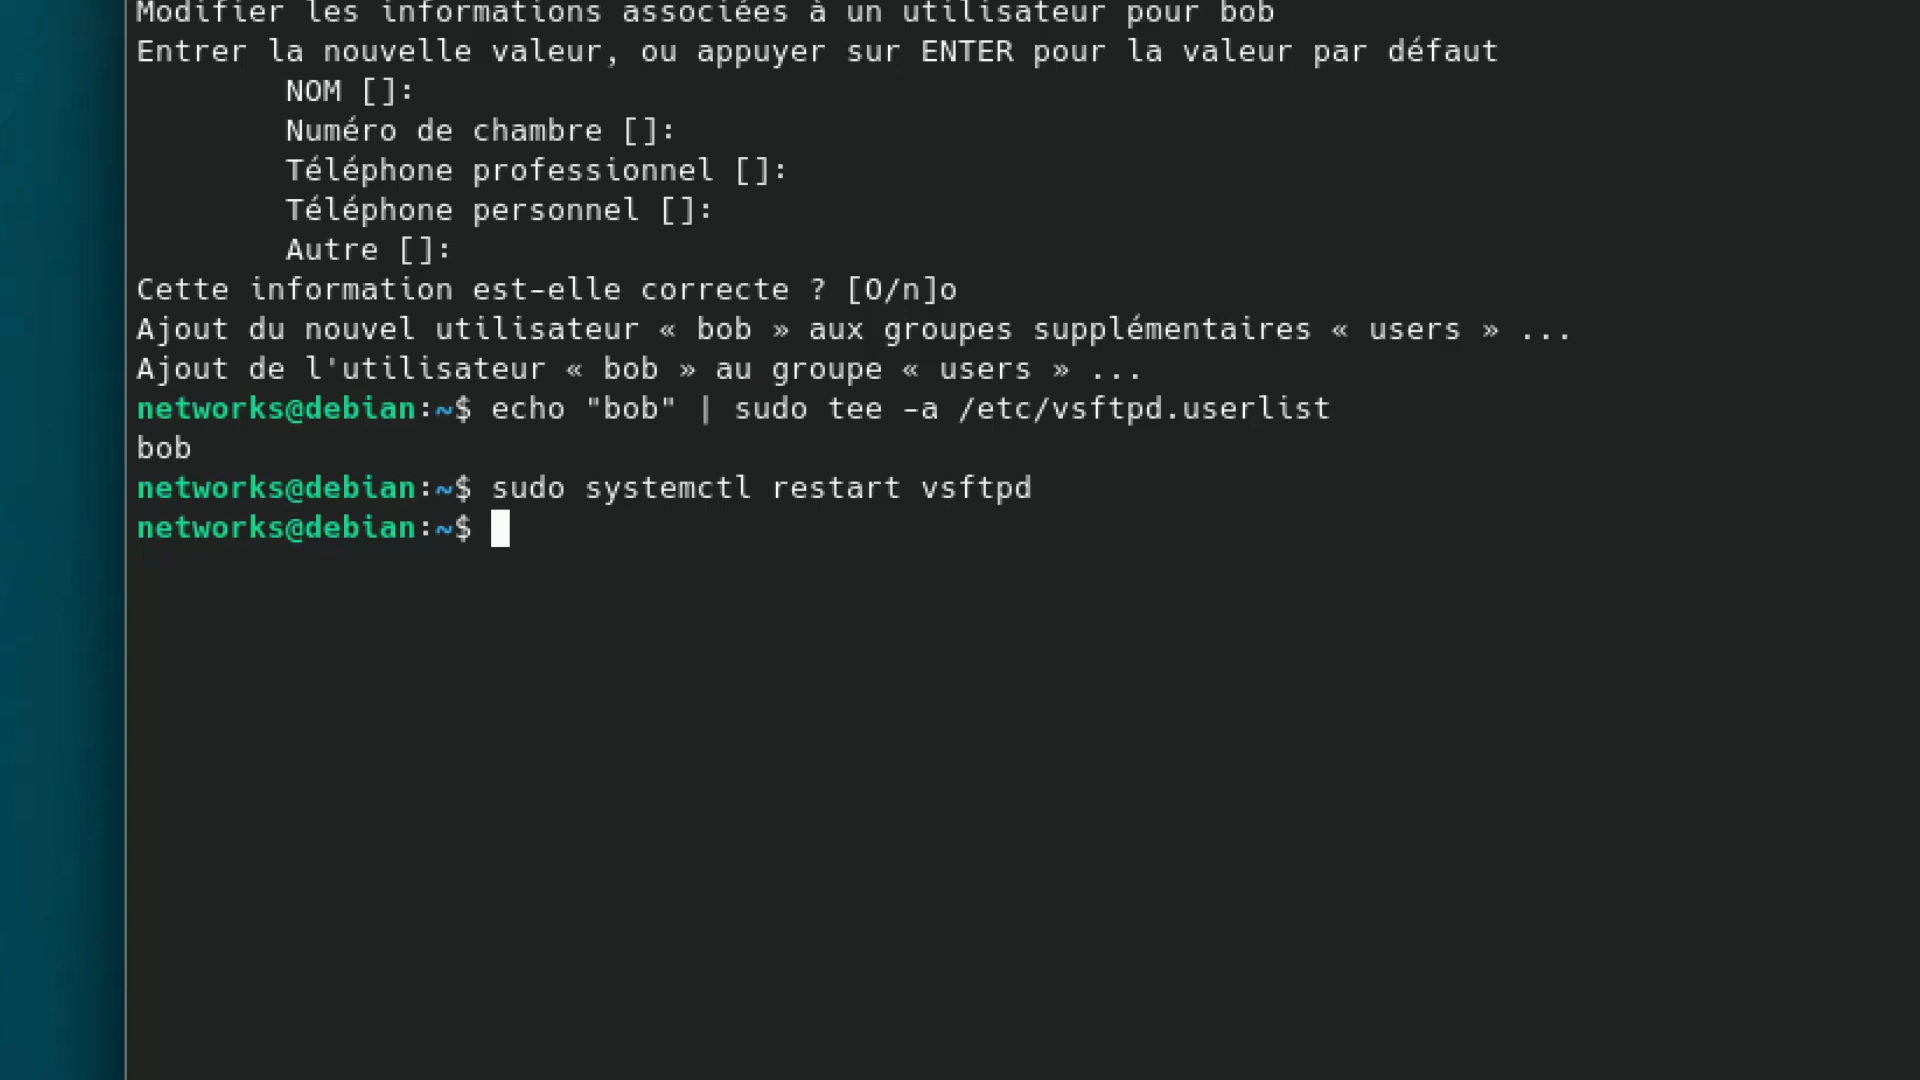 Modifier les informations associées à un utilisateur pour bob
Entrer la nouvelle valeur, ou appuyer sur ENTER pour la valeur par défaut
NOM []:
Numéro de chambre []:
Téléphone professionnel []:
Téléphone personnel []:
Autre []:
Cette information est-elle correcte ? [O/n]o
Ajout du nouvel utilisateur « bob » aux groupes supplémentaires « users » ...
Ajout de l'utilisateur « bob » au groupe « users » ...
networks@debian:~$ echo "bob" | sudo tee -a /etc/vsftpd.userlist
bob
networks@debian:~$ sudo systemctl restart vsftpd
networks@debian:~$